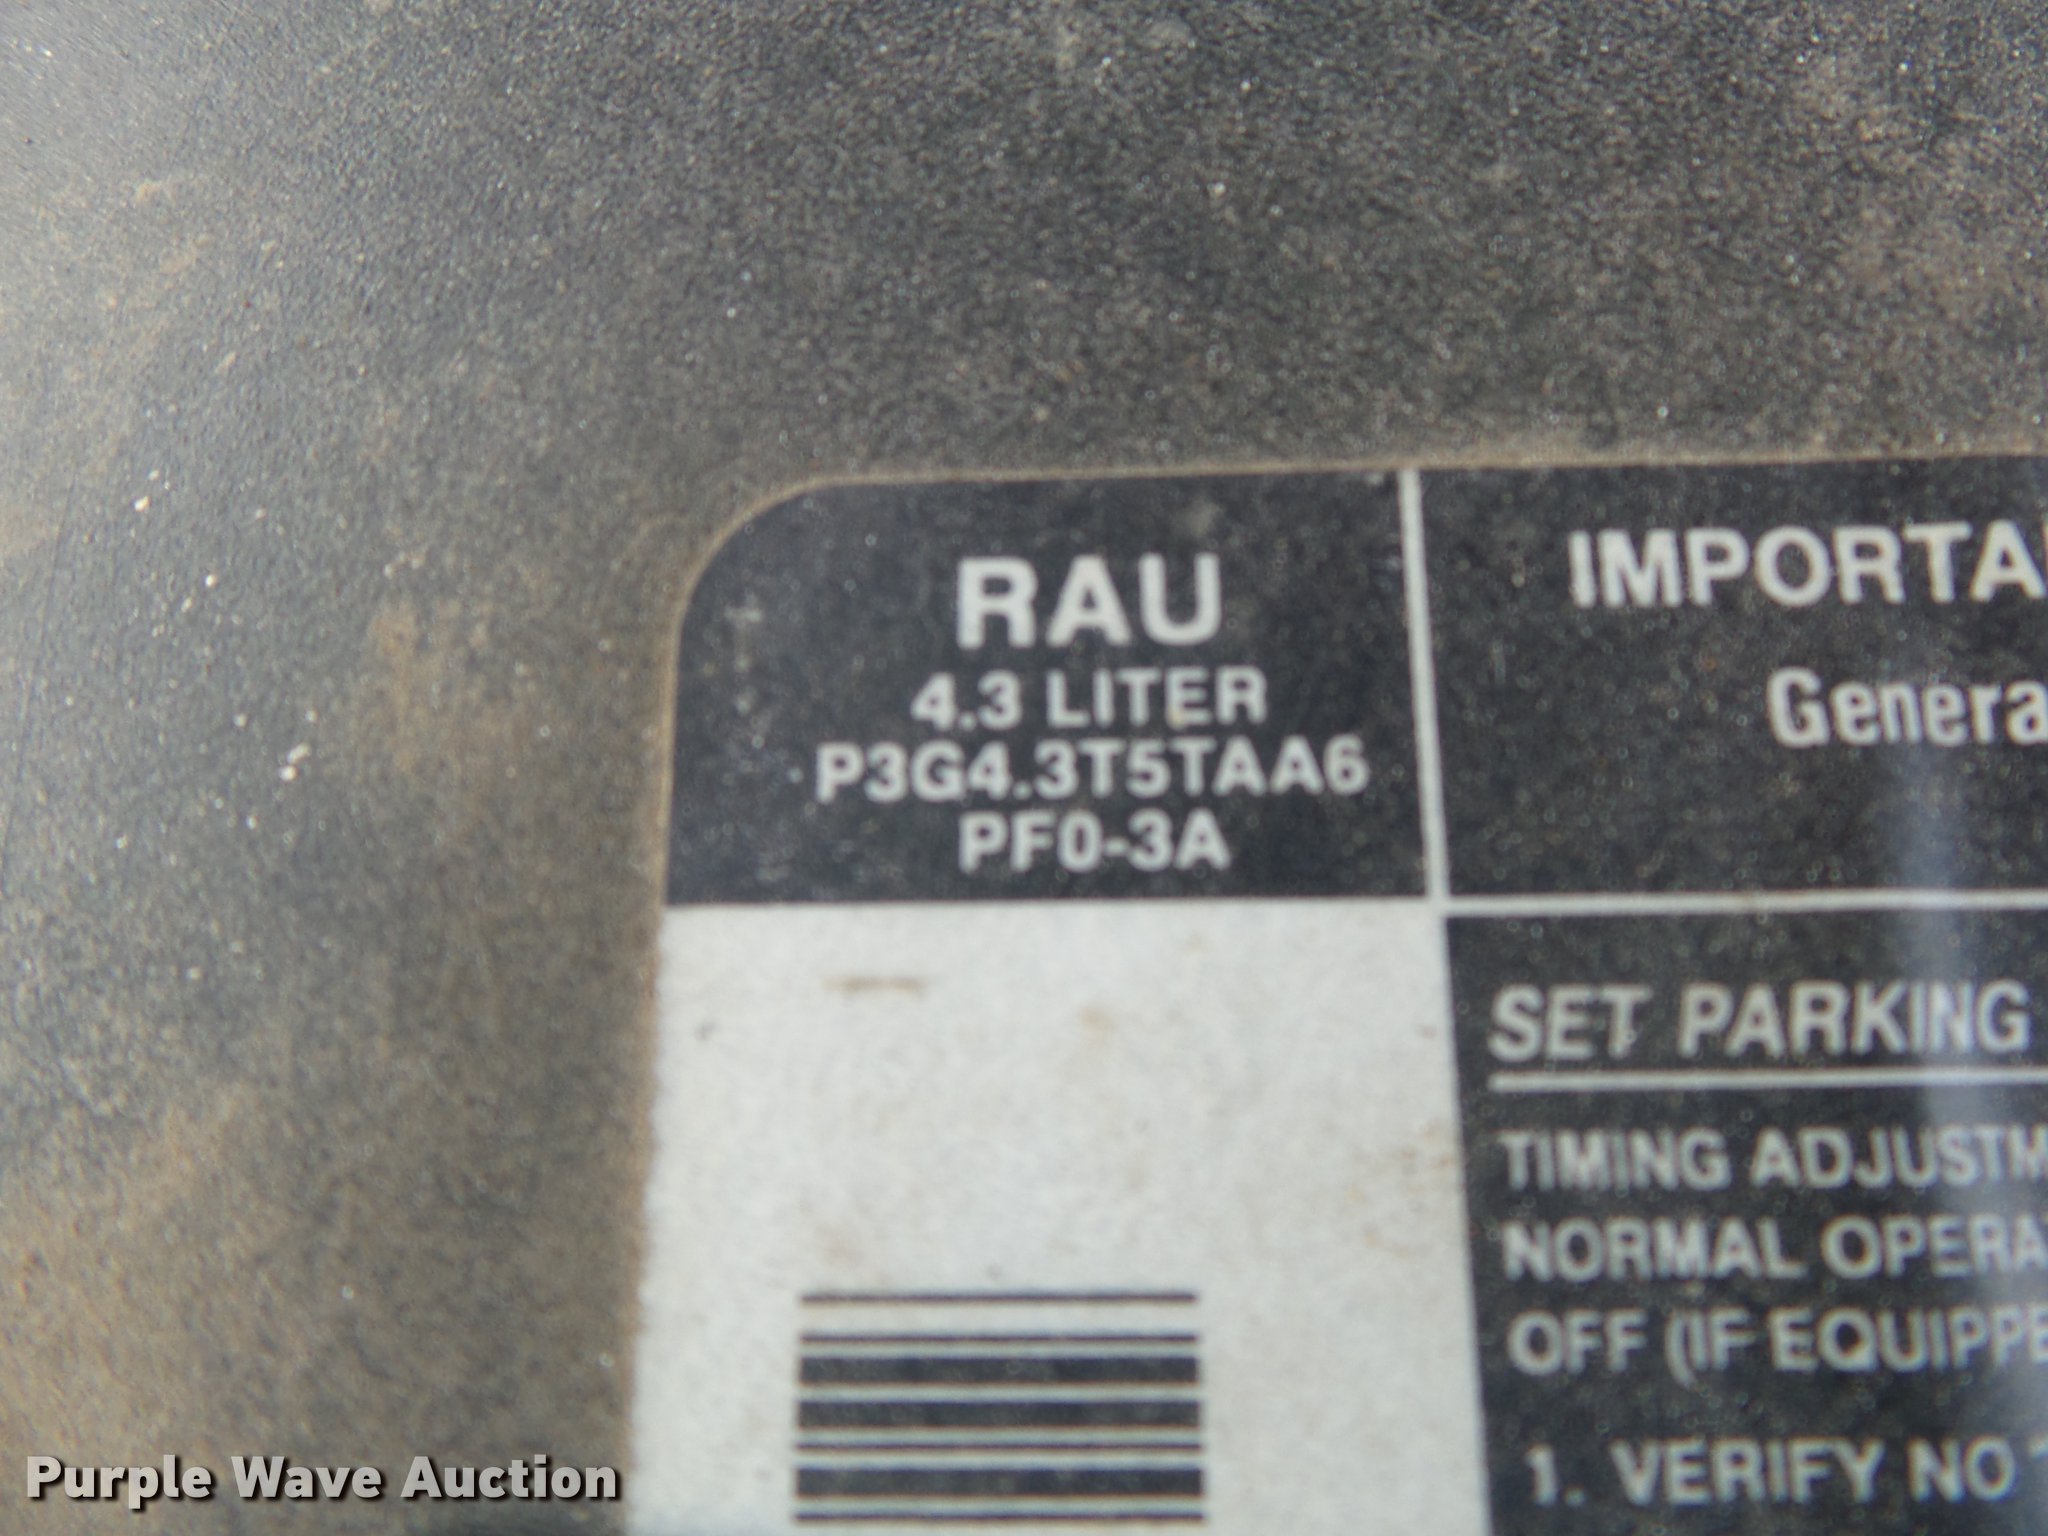 RAU
4.3 LITER
P3G4.3T5TAA6
PF0-3A
IMPORTA
Genera
SET PARKING
TIMING ADJUSTM
NORMAL OPERA
OFF (IF EQUIPPE
1. VERIFY NO
Purple Wave Auction